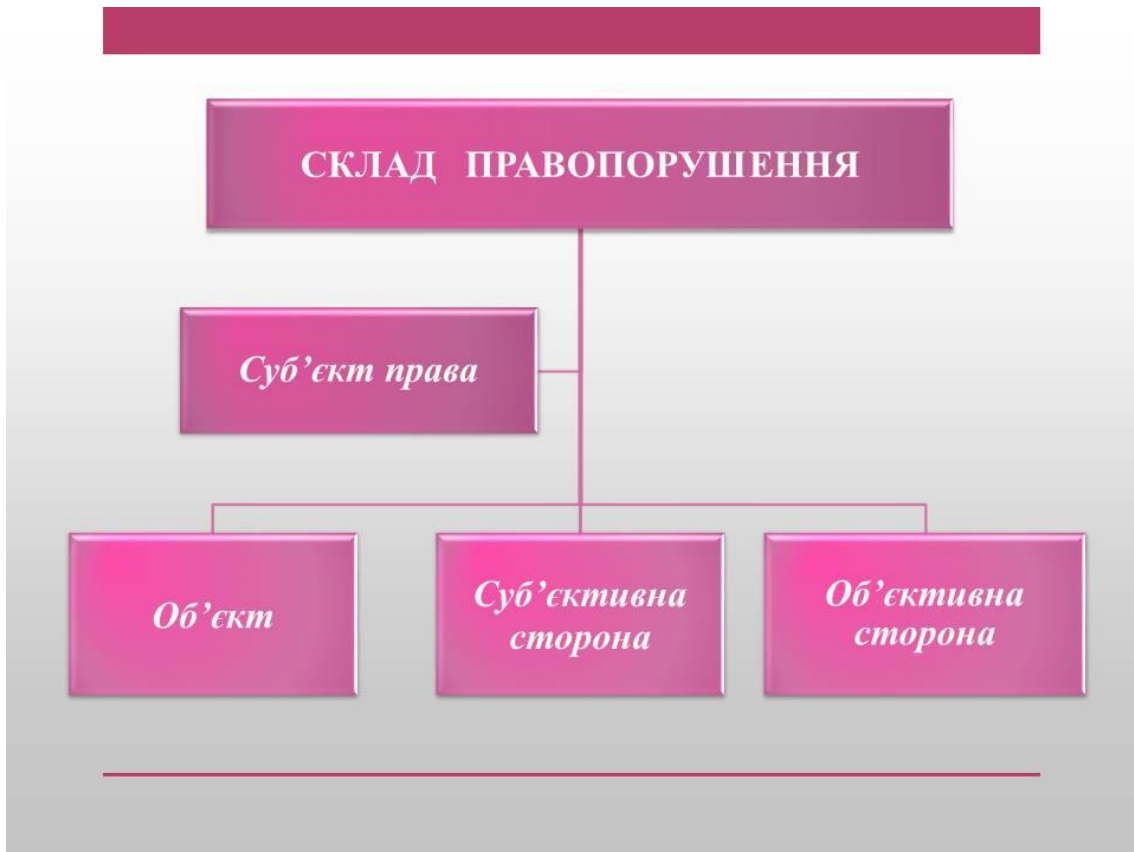 СКЛАД ПРАВОПОРУШЕННЯ
Суб’єкт права
Об’єкт
Суб’єктивна
сторона
Об’єктивна
сторона